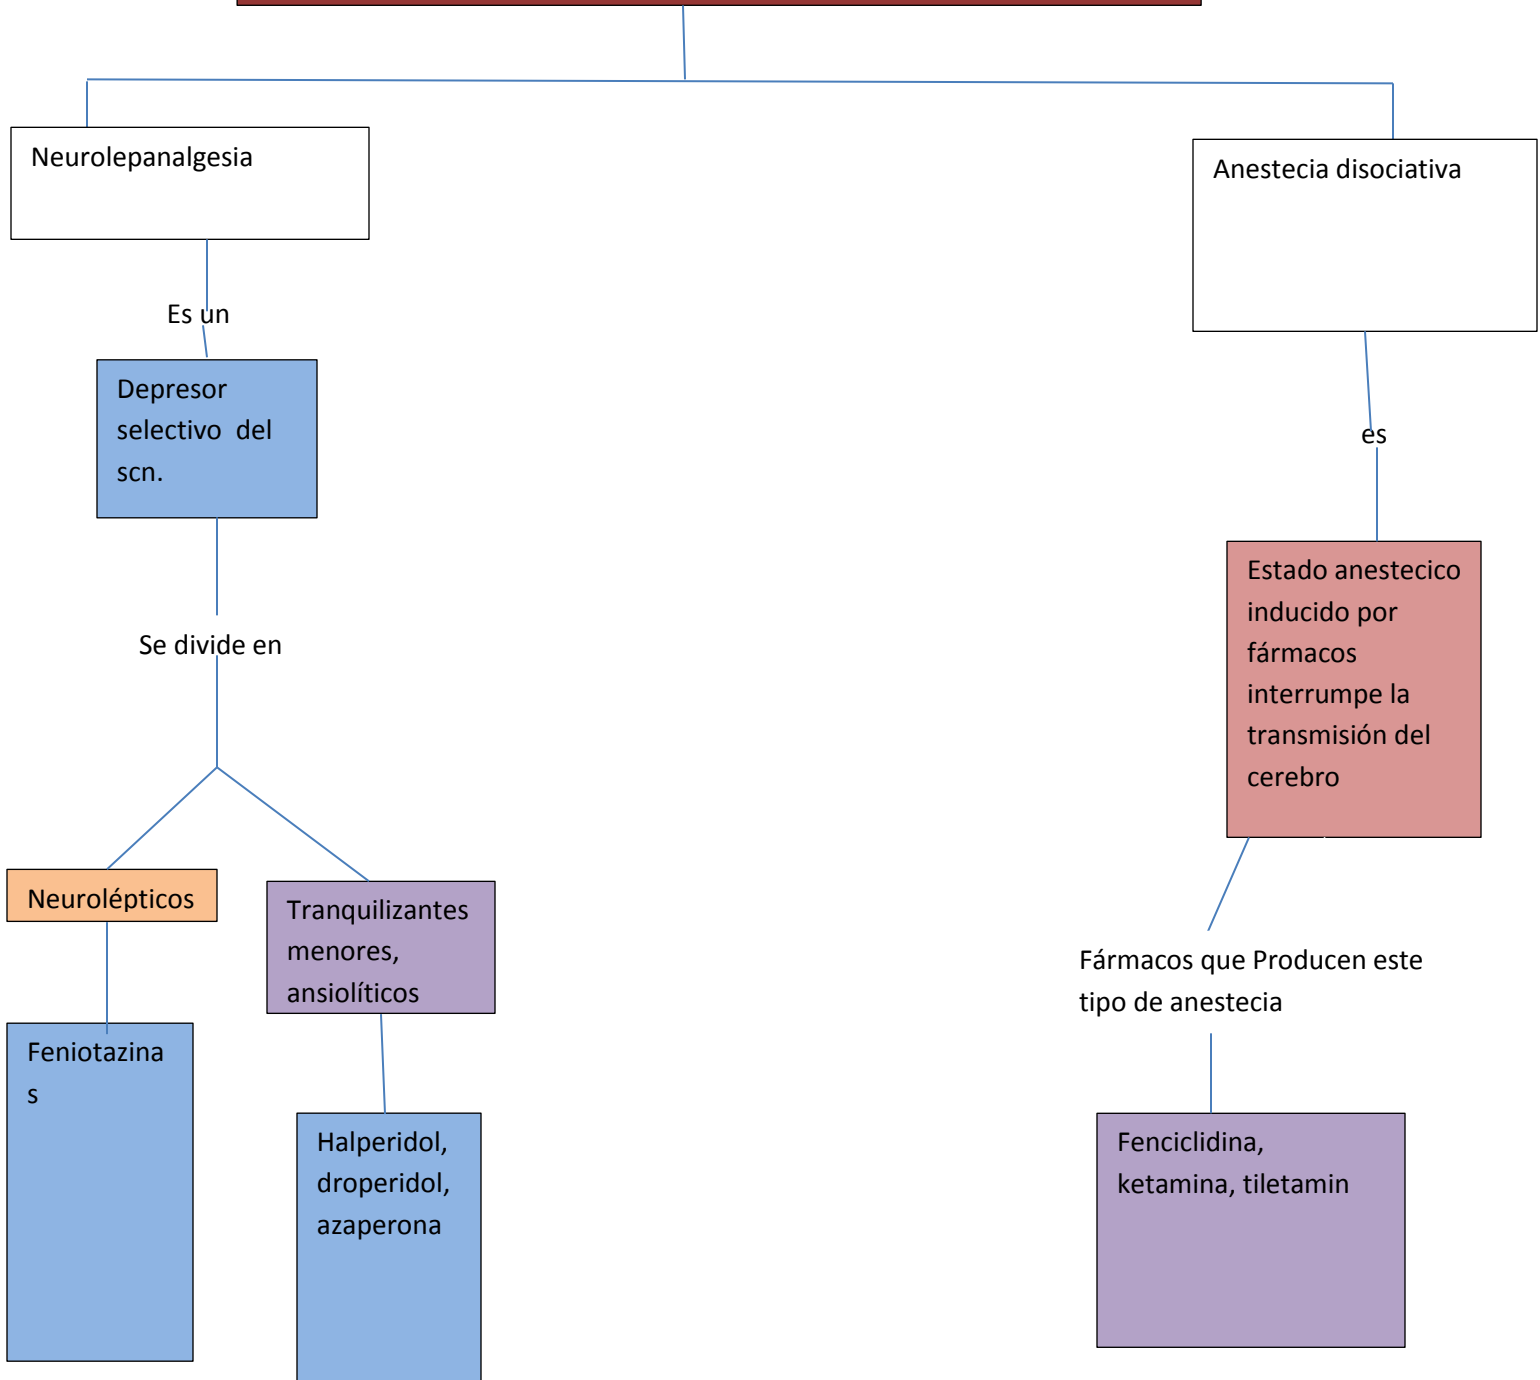 Neurolepanalgesia
Anestecia disociativa
Es un
Depresor
selectivo  del
scn.
es
Estado anestecico
inducido por
fármacos
interrumpe la
transmisión del
cerebro
Se divide en
Neurolépticos
Tranquilizantes
menores,
ansiolíticos
Fármacos que Producen este
tipo de anestecia
Feniotazina
s
Halperidol,
droperidol,
azaperona
Fenciclidina,
ketamina, tiletamin